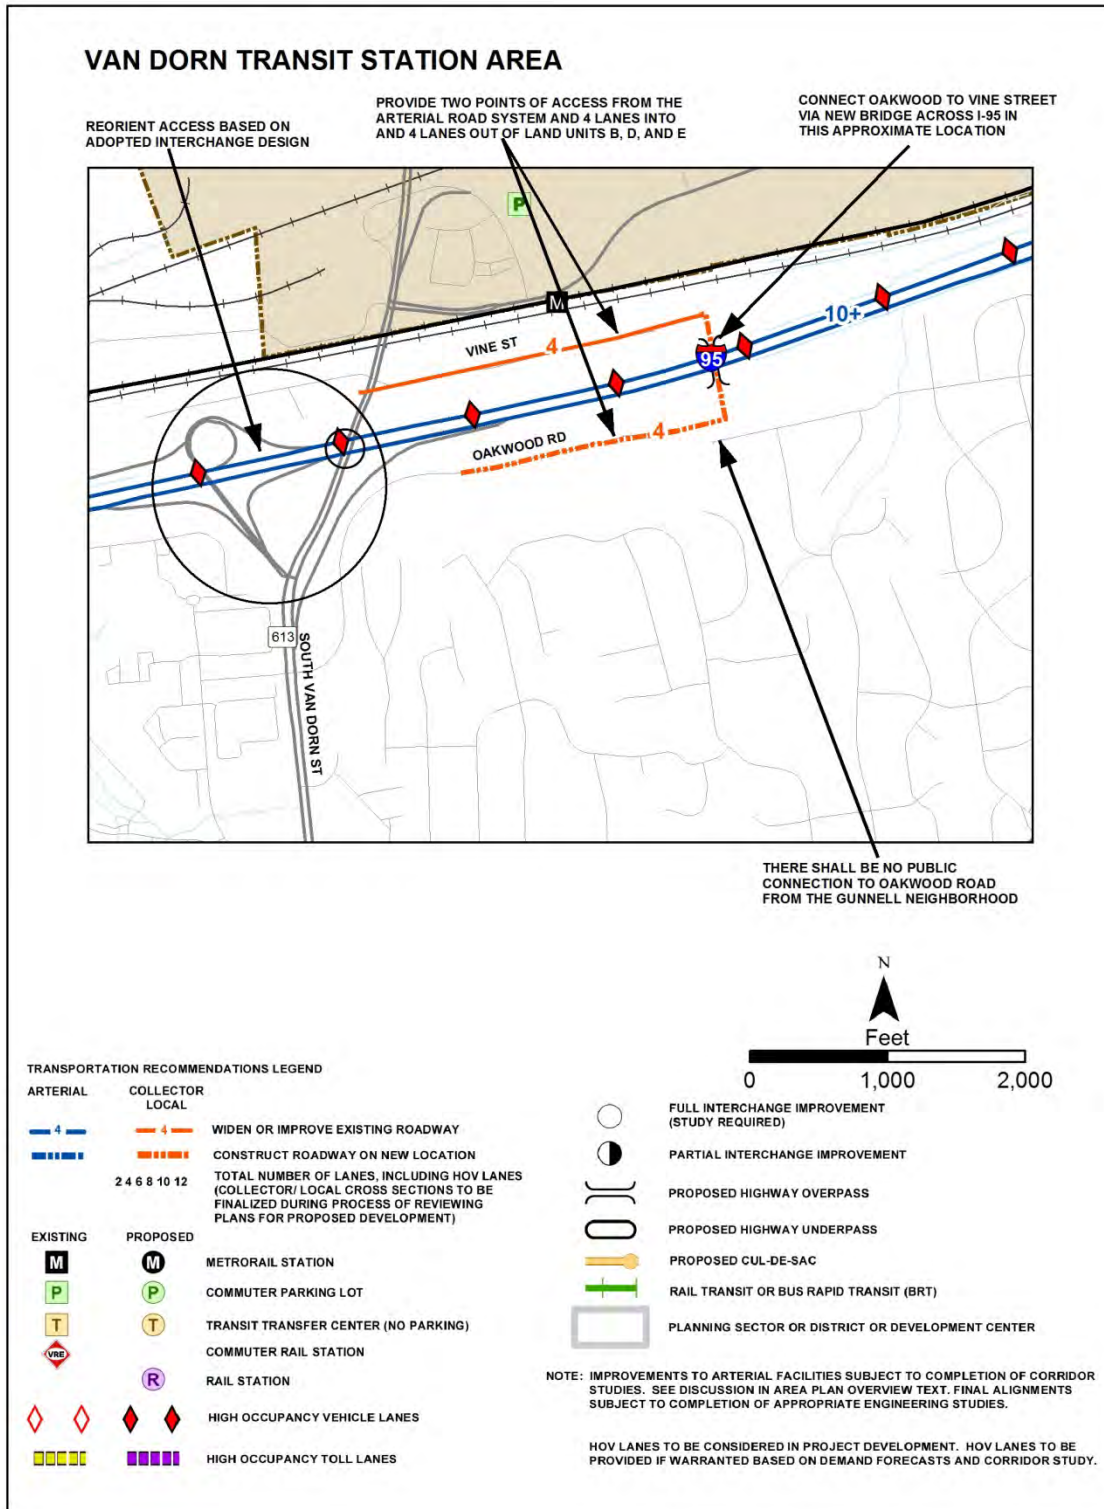 VAN DORN TRANSIT STATION AREA
REORIENT ACCESS BASED ON
ADOPTED INTERCHANGE DESIGN
PROVIDE TWO POINTS OF ACCESS FROM THE
ARTERIAL ROAD SYSTEM AND 4 LANES INTO
AND 4 LANES OUT OF LAND UNITS B, D, AND E
CONNECT OAKWOOD TO VINE STREET
VIA NEW BRIDGE ACROSS I-95 IN
THIS APPROXIMATE LOCATION
P
M
10+
VINE ST
4
95
OAKWOOD RD
4
613
SOUTH VAN DORN ST
THERE SHALL BE NO PUBLIC
CONNECTION TO OAKWOOD ROAD
FROM THE GUNNELL NEIGHBORHOOD
N
Feet
0 1,000 2,000
TRANSPORTATION RECOMMENDATIONS LEGEND
ARTERIAL
COLLECTOR
LOCAL
4 4 WIDEN OR IMPROVE EXISTING ROADWAY
CONSTRUCT ROADWAY ON NEW LOCATION
2 4 6 8 10 12
TOTAL NUMBER OF LANES, INCLUDING HOV LANES
(COLLECTOR/ LOCAL CROSS SECTIONS TO BE
FINALIZED DURING PROCESS OF REVIEWING
PLANS FOR PROPOSED DEVELOPMENT)
EXISTING PROPOSED
M M METRORAIL STATION
P P COMMUTER PARKING LOT
T T TRANSIT TRANSFER CENTER (NO PARKING)
VRE COMMUTER RAIL STATION
R RAIL STATION
HIGH OCCUPANCY VEHICLE LANES
HIGH OCCUPANCY TOLL LANES
FULL INTERCHANGE IMPROVEMENT
(STUDY REQUIRED)
PARTIAL INTERCHANGE IMPROVEMENT
PROPOSED HIGHWAY OVERPASS
PROPOSED HIGHWAY UNDERPASS
PROPOSED CUL-DE-SAC
RAIL TRANSIT OR BUS RAPID TRANSIT (BRT)
PLANNING SECTOR OR DISTRICT OR DEVELOPMENT CENTER
NOTE: IMPROVEMENTS TO ARTERIAL FACILITIES SUBJECT TO COMPLETION OF CORRIDOR
STUDIES. SEE DISCUSSION IN AREA PLAN OVERVIEW TEXT. FINAL ALIGNMENTS
SUBJECT TO COMPLETION OF APPROPRIATE ENGINEERING STUDIES.
HOV LANES TO BE CONSIDERED IN PROJECT DEVELOPMENT. HOV LANES TO BE
PROVIDED IF WARRANTED BASED ON DEMAND FORECASTS AND CORRIDOR STUDY.